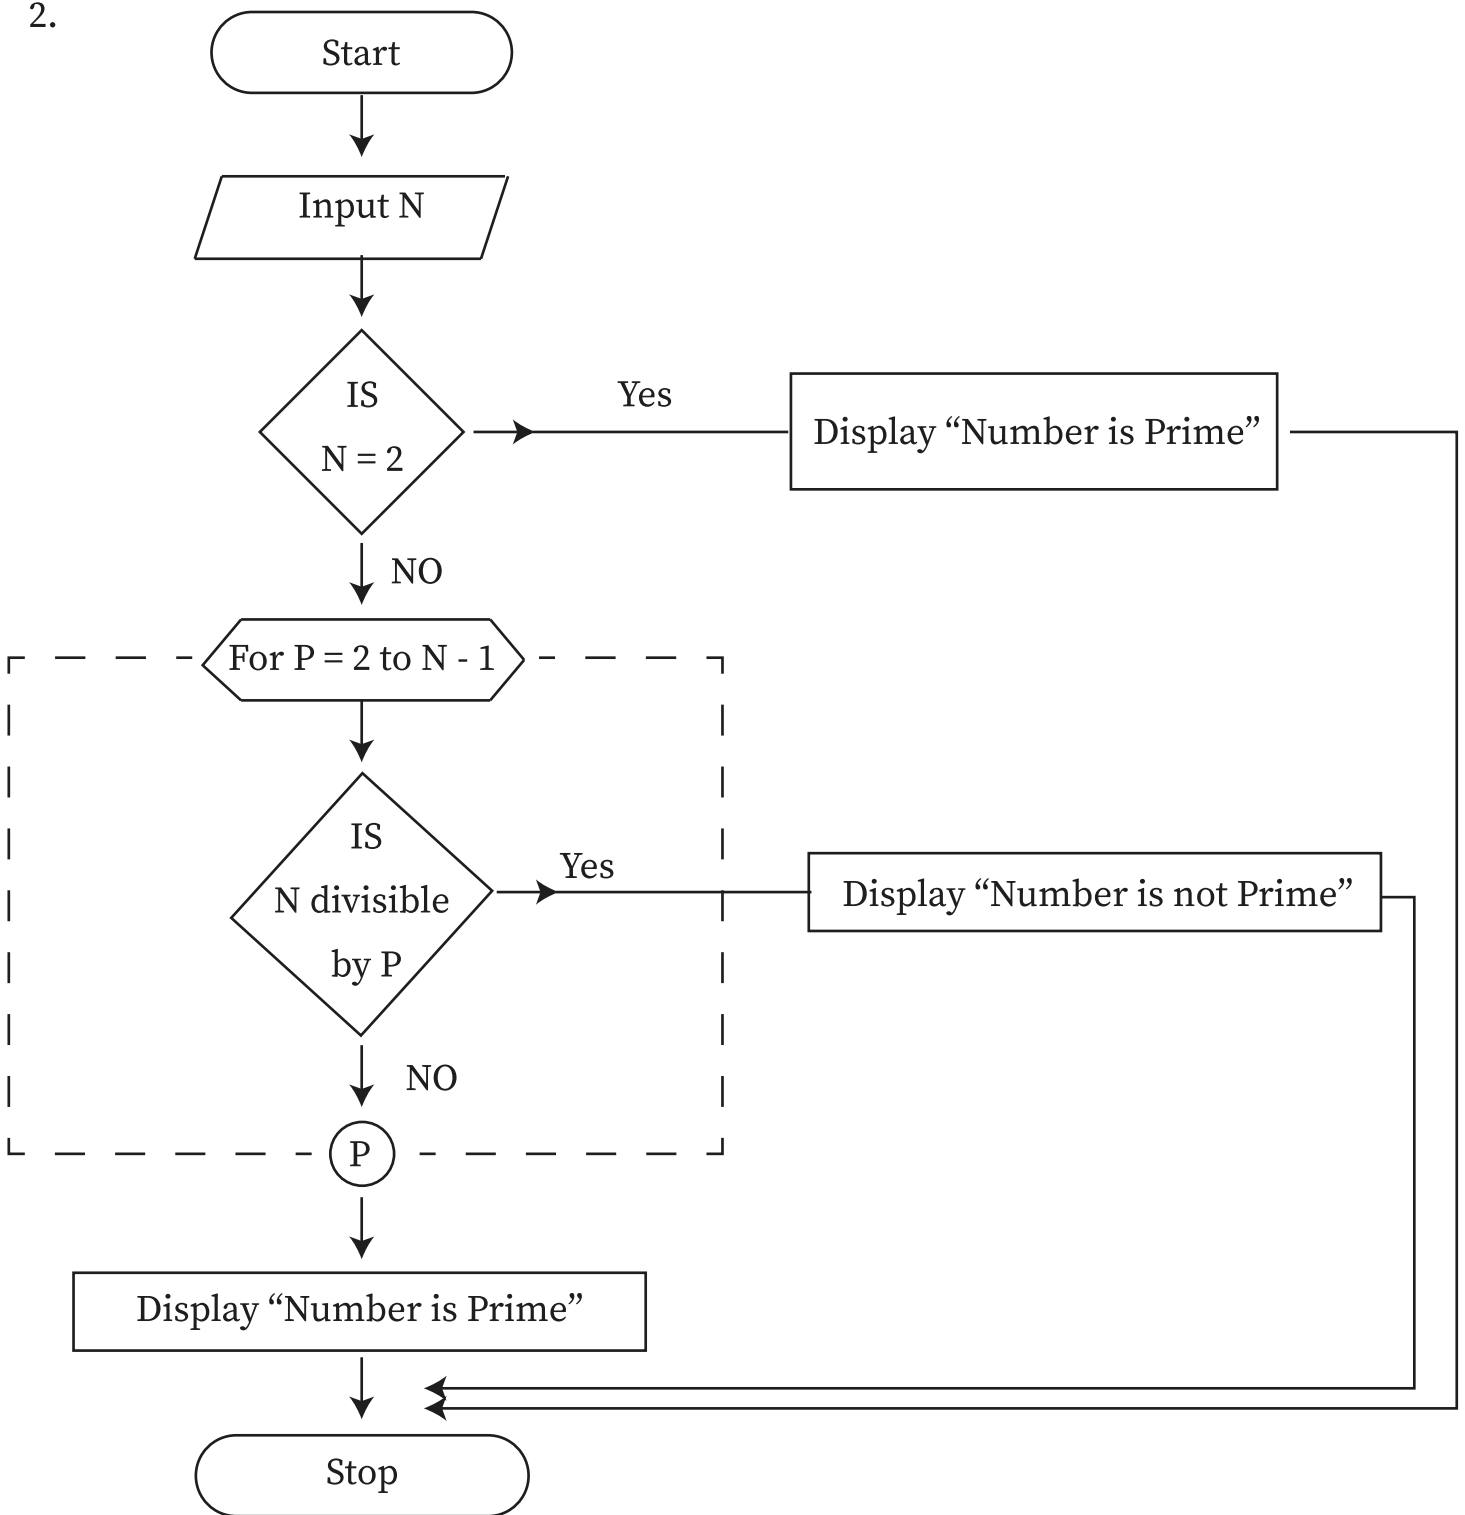 2.
Start
Input N
IS
N = 2
Yes
Display “Number is Prime”
NO
For P = 2 to N - 1
IS
N divisible
by P
Yes
Display “Number is not Prime”
NO
P
Display “Number is Prime”
Stop